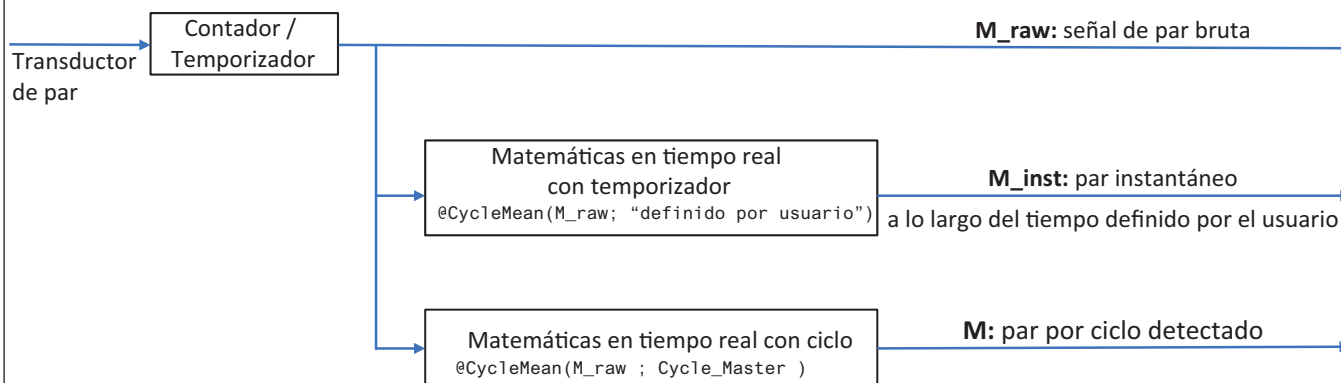 Transductor
de par
Contador /
Temporizador
M_raw: señal de par bruta
Matemáticas en tiempo real
con temporizador
@CycleMean(M_raw; “definido por usuario”)
M_inst: par instantáneo
a lo largo del tiempo definido por el usuario
Matemáticas en tiempo real con ciclo
@CycleMean(M_raw ; Cycle_Master )
M: par por ciclo detectado